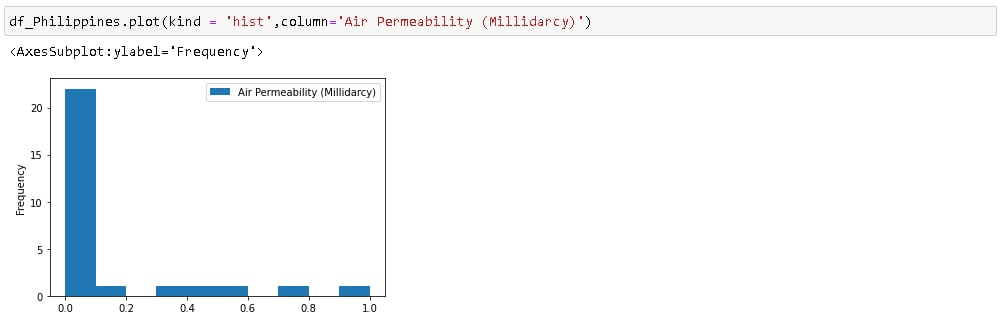 df_Philippines.plot(kind = 'hist',column='Air Permeability (Millidarcy)')
<AxesSubplot:ylabel='Frequency'>
Air Permeability (Millidarcy)
20
15
10
5
0
Frequency
0.0 0.2 0.4 0.6 0.8 1.0